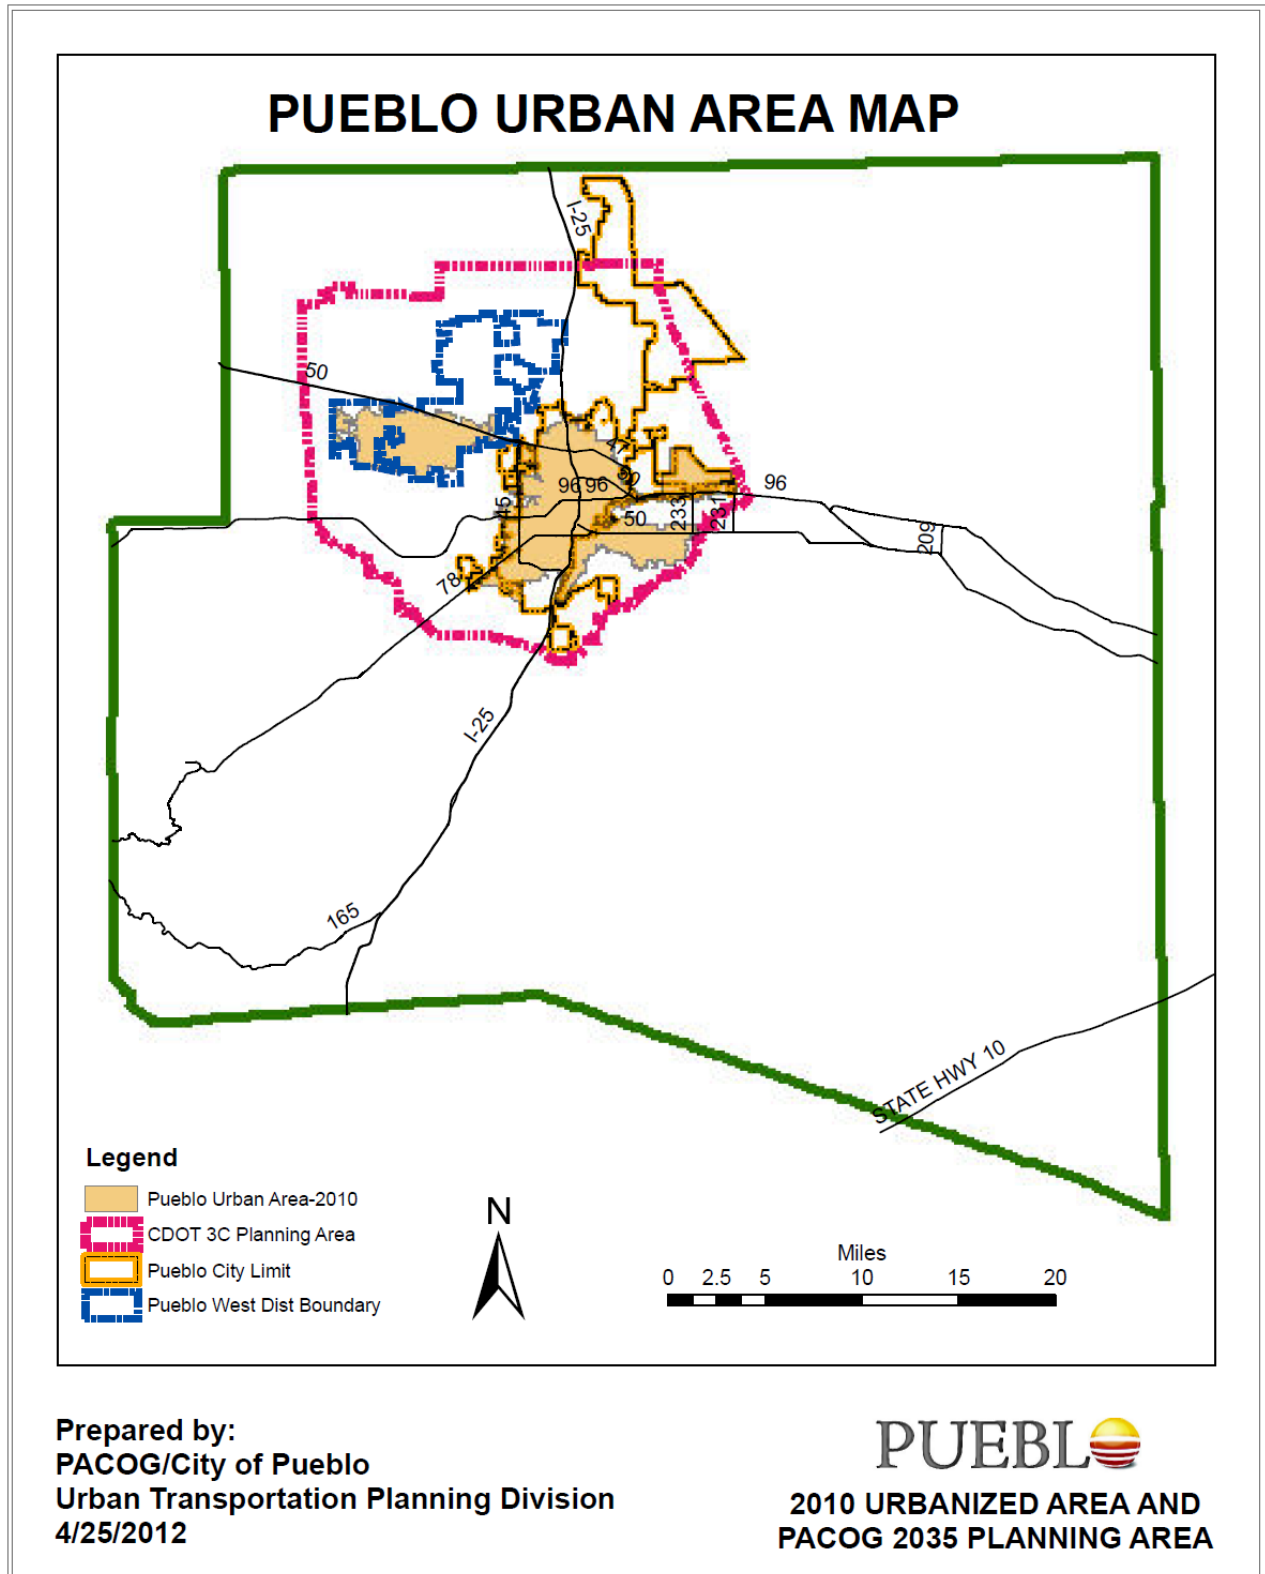 PUEBLO URBAN AREA MAP
I-25
50
47
50
96
96
96
45
50
233
231
209
78
I-25
165
STATE HWY 10
Legend
Pueblo Urban Area-2010
CDOT 3C Planning Area
Pueblo City Limit
Pueblo West Dist Boundary
N
Miles
0 2.5 5 10 15 20
Prepared by:
PACOG/City of Pueblo
Urban Transportation Planning Division
4/25/2012
PUEBLO
2010 URBANIZED AREA AND
PACOG 2035 PLANNING AREA